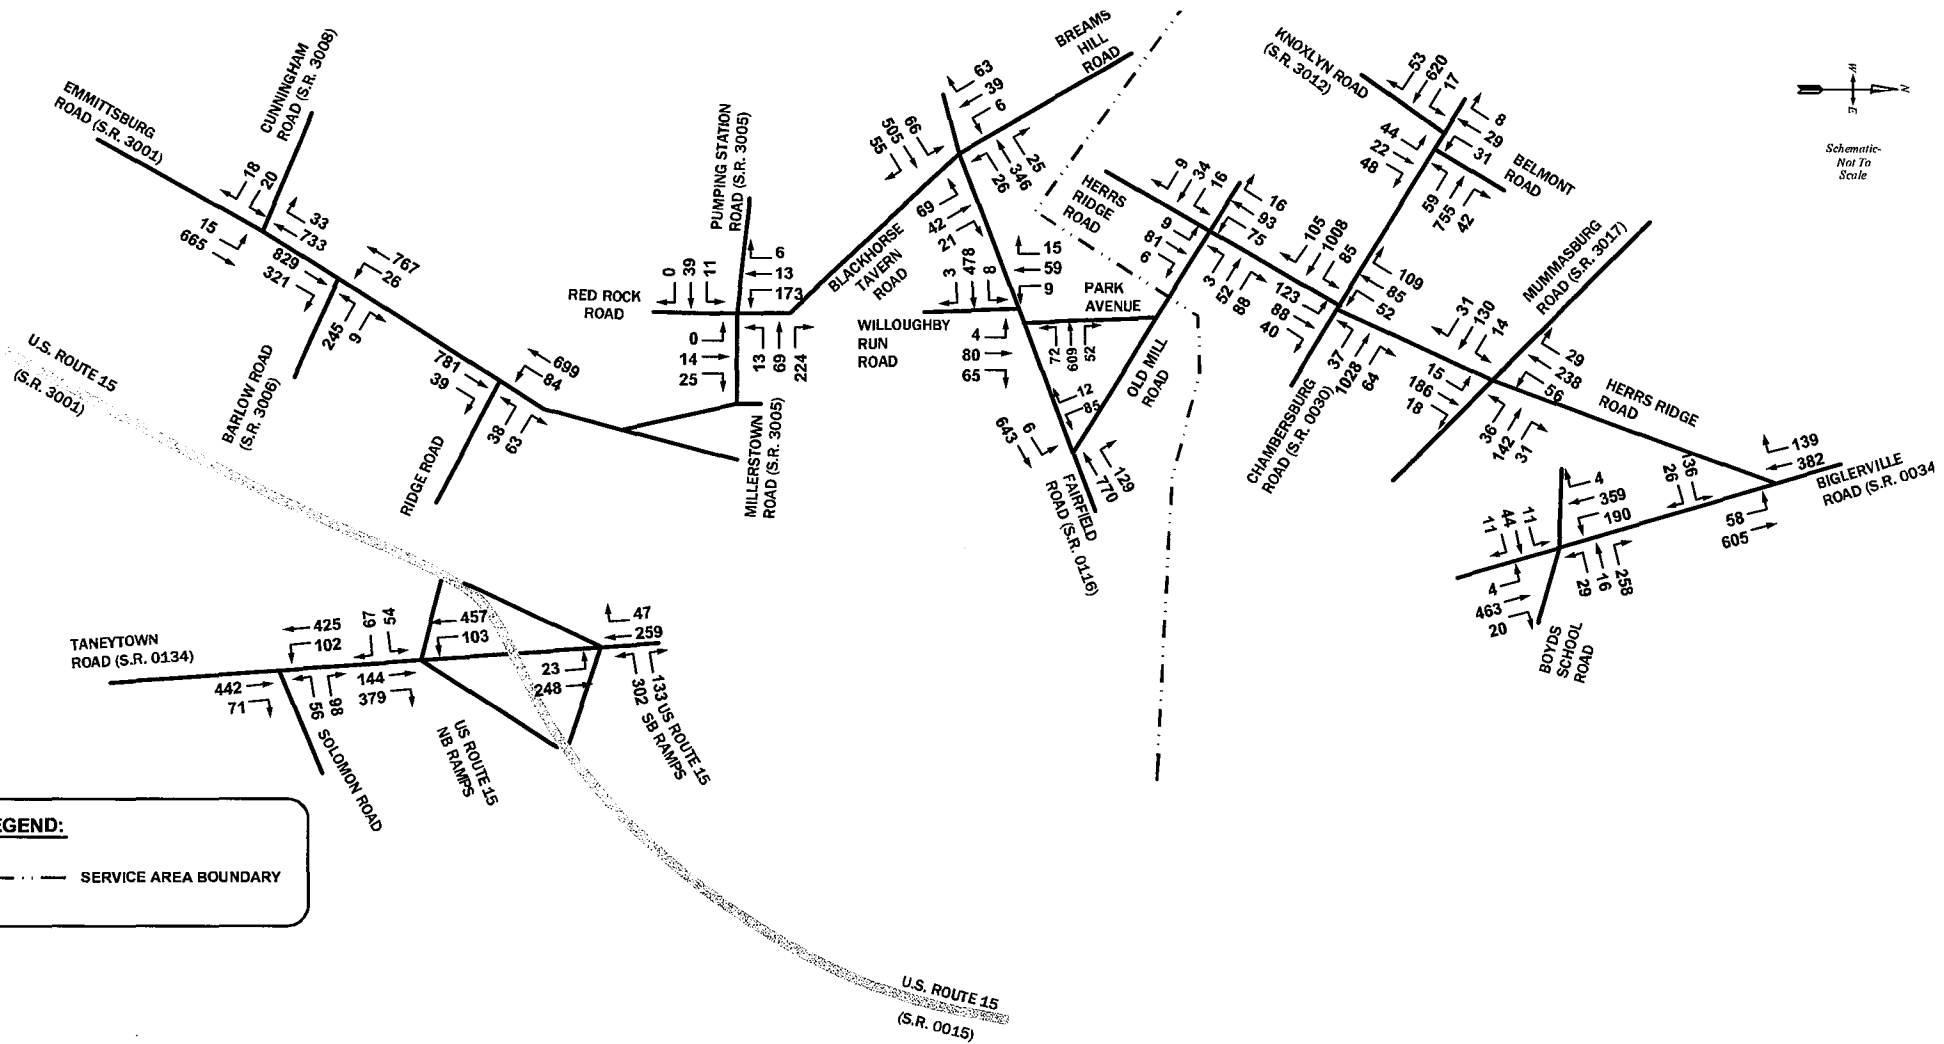 EMMITTSBURG
ROAD (S.R. 3001)
CUNNINGHAM
ROAD (S.R. 3008)
18
20
33
733
15
665
829
321
767
26
245
9
BARLOW ROAD
(S.R. 3006)
781
39
699
84
38
63
RIDGE ROAD
U.S. ROUTE 15
(S.R. 3001)
PUMPING STATION
ROAD (S.R. 3005)
RED ROCK
ROAD
0
39
11
6
13
173
0
14
25
13
69
224
MILLERSTOWN
ROAD (S.R. 3005)
BLACKHORSE
TAVERN
ROAD
BREAMS
HILL
ROAD
63
39
6
66
505
55
25
346
26
69
42
21
WILLOUGHBY
RUN
ROAD
3
478
8
15
59
9
4
80
65
PARK
AVENUE
72
609
52
OLD MILL
ROAD
12
85
6
643
129
770
FAIRFIELD
ROAD (S.R. 0116)
HERRS
RIDGE
ROAD
9
34
16
16
93
75
9
81
6
3
52
88
KNOXLYN ROAD
(S.R. 3012)
53
620
17
8
29
31
44
22
48
59
755
42
BELMONT
ROAD
105
1008
85
109
85
52
123
88
40
37
1028
64
CHAMBERSBURG
ROAD (S.R. 0030)
MUMMASBURG
ROAD (S.R. 3017)
31
130
14
29
238
56
15
186
18
36
142
31
HERRS RIDGE
ROAD
139
382
136
26
58
605
BIGLERVILLE
ROAD (S.R. 0034
4
359
190
11
44
11
4
463
20
29
16
258
BOYDS
SCHOOL
ROAD
W
N
E
Schematic-
Not To
Scale
TANEYTOWN
ROAD (S.R. 0134)
425
102
67
54
457
103
47
259
442
71
56
98
144
379
23
248
302
133
SOLOMON ROAD
US ROUTE 15
NB RAMPS
US ROUTE 15
SB RAMPS
U.S. ROUTE 15
(S.R. 0015)
EGEND:
SERVICE AREA BOUNDARY